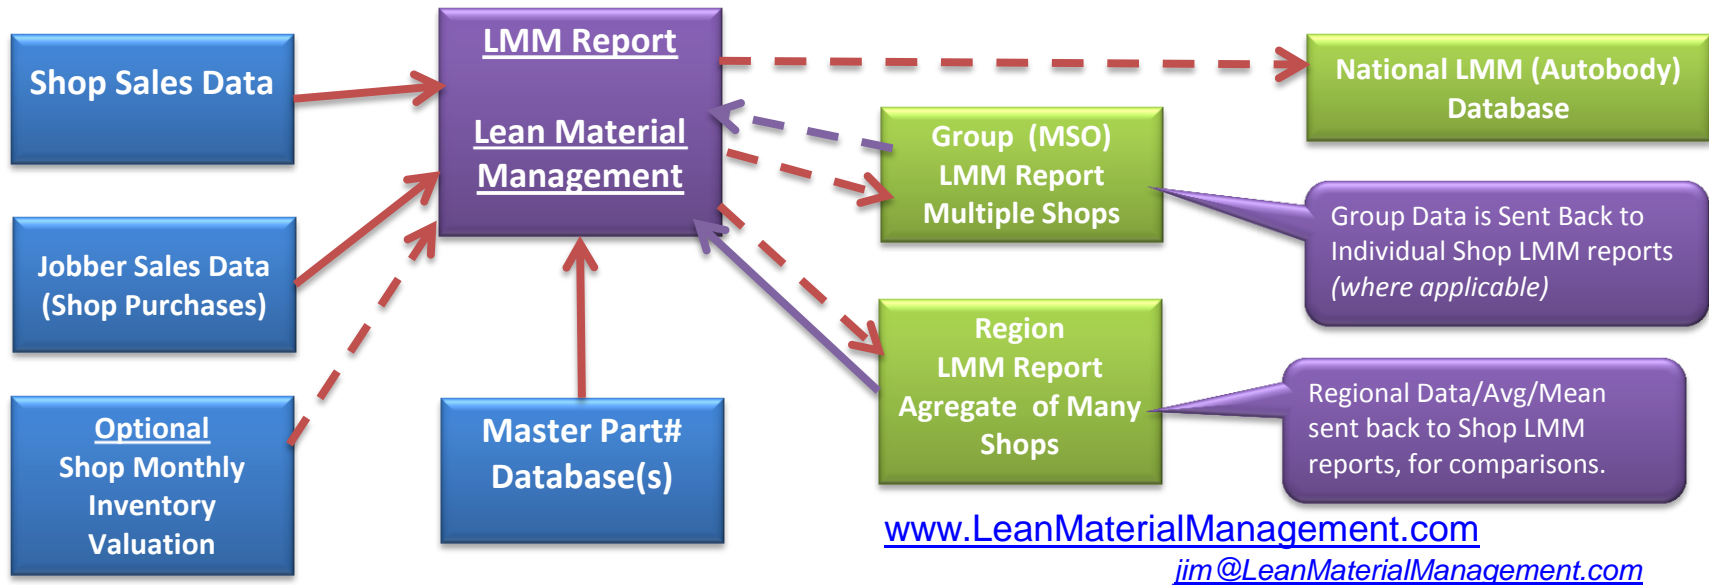 Shop Sales Data
Jobber Sales Data
(Shop Purchases)
Optional
Shop Monthly
Inventory
Valuation
LMM Report
Lean Material
Management
Master Part#
Database(s)
National LMM (Autobody)
Database
Group (MSO)
LMM Report
Multiple Shops
Group Data is Sent Back to
Individual Shop LMM reports
(where applicable)
Region
LMM Report
Agregate of Many
Shops
Regional Data/Avg/Mean
sent back to Shop LMM
reports, for comparisons.
www.LeanMaterialManagement.com
jim@LeanMaterialManagement.com